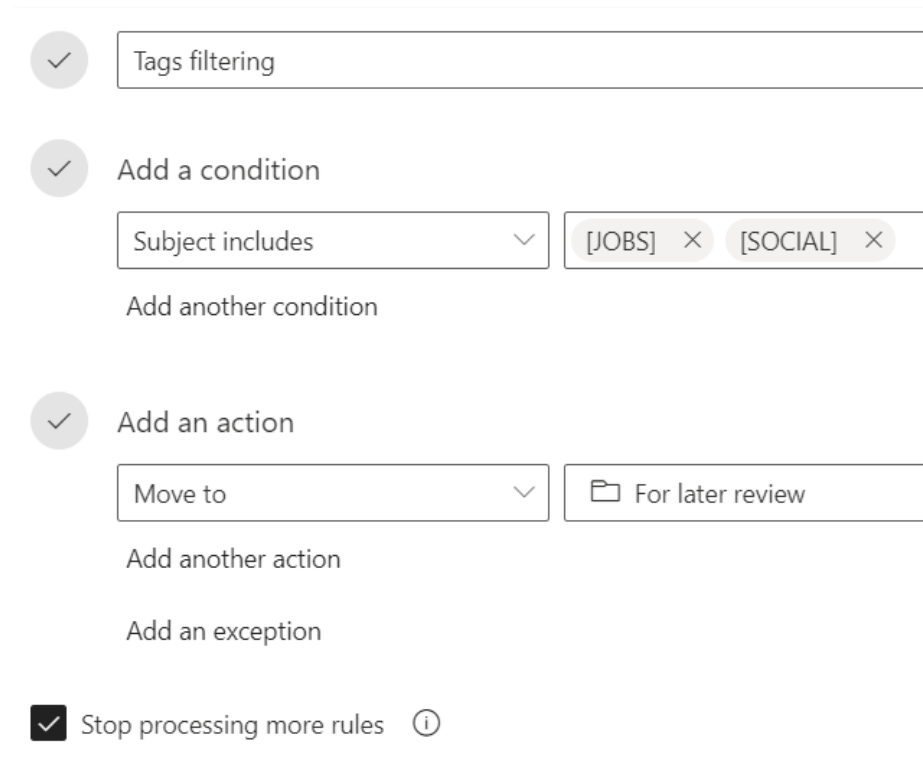 Tags filtering
Add a condition
Subject includes [JOBS] [SOCIAL]
Add another condition
Add an action
Move to For later review
Add another action
Add an exception
Stop processing more rules